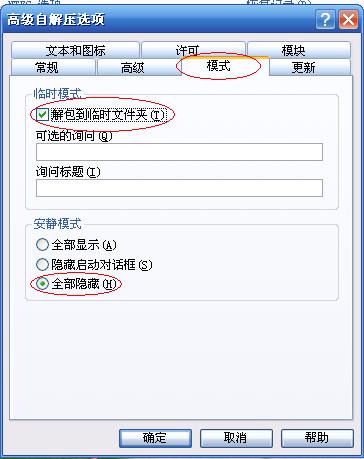 高级自解压选项
文本和图标 许可 模块
常规 高级 模式 更新
临时模式
解包到临时文件夹(T)
可选的询问(Q)
询问标题(I)
安静模式
全部显示(A)
隐藏启动对话框(S)
全部隐藏(H)
确定 取消 帮助